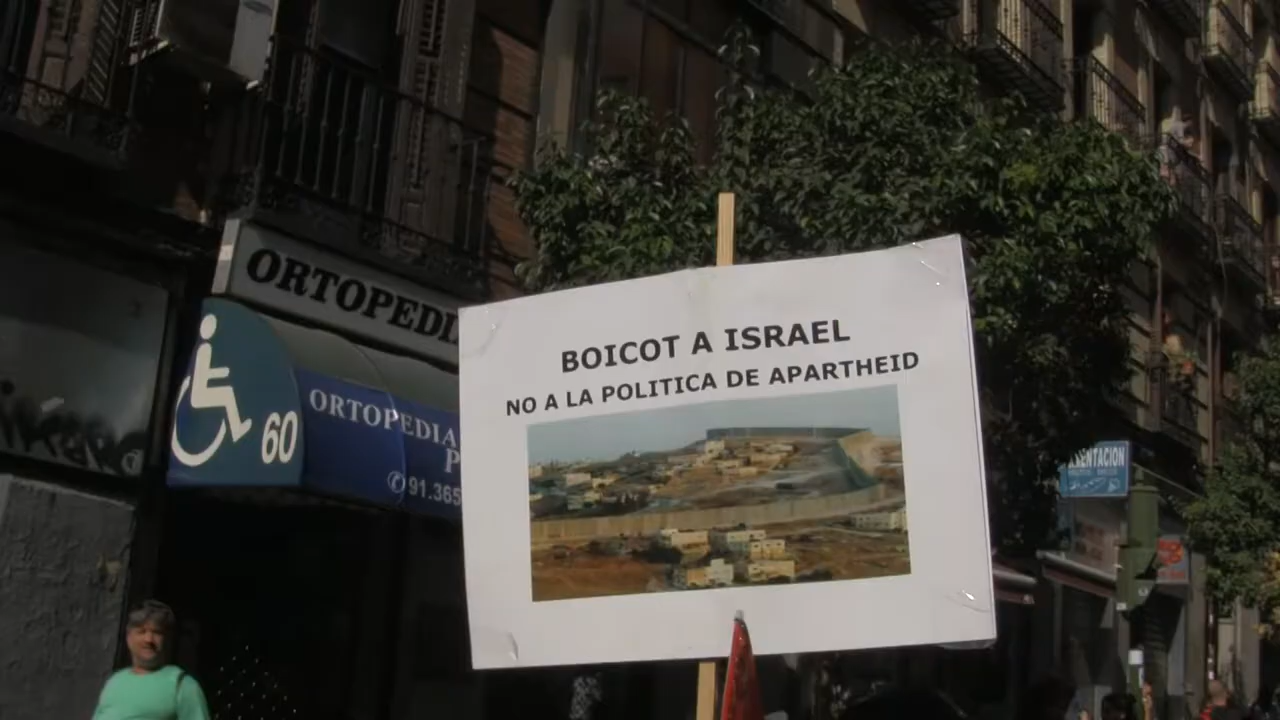 ORTOPEDI
60
ORTOPEDIA
P
91.365
BOICOT A ISRAEL
NO A LA POLITICA DE APARTHEID